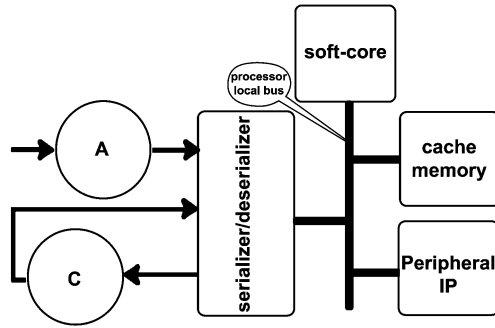 soft-core
processor
local bus
A
serializer/deserializer
cache
memory
C
Peripheral
IP